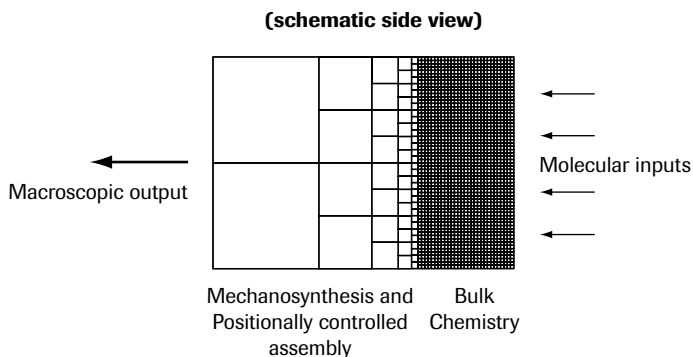 (schematic side view)
Macroscopic output
Molecular inputs
Mechanosynthesis and
Positionally controlled
assembly
Bulk
Chemistry